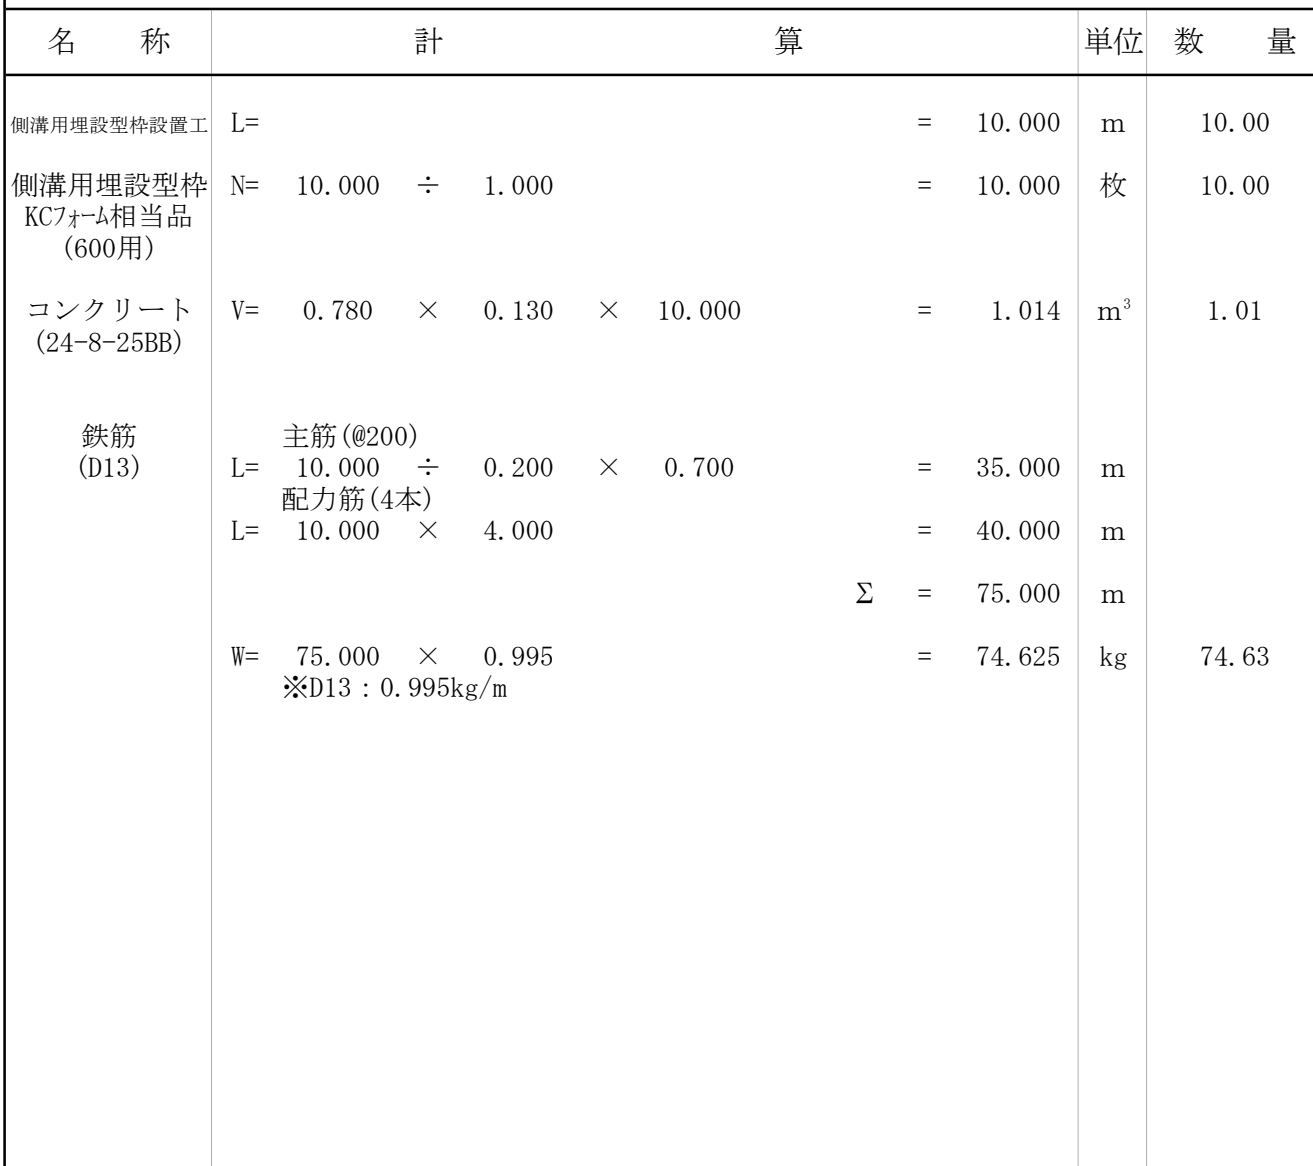 名　　称　計　　　　算　単位　数　　量
側溝用埋設型枠設置工　L=　=　10.000　m　10.00
側溝用埋設型枠　N=　10.000　÷　1.000　=　10.000　枚　10.00
KCフォーム相当品
(600用)
コンクリート　V=　0.780　×　0.130　×　10.000　=　1.014　m³　1.01
(24-8-25BB)
鉄筋　主筋(@200)
(D13)　L=　10.000　÷　0.200　×　0.700　=　35.000　m
配力筋(4本)
L=　10.000　×　4.000　=　40.000　m
Σ　=　75.000　m
W=　75.000　×　0.995　=　74.625　kg　74.63
※D13：0.995kg/m